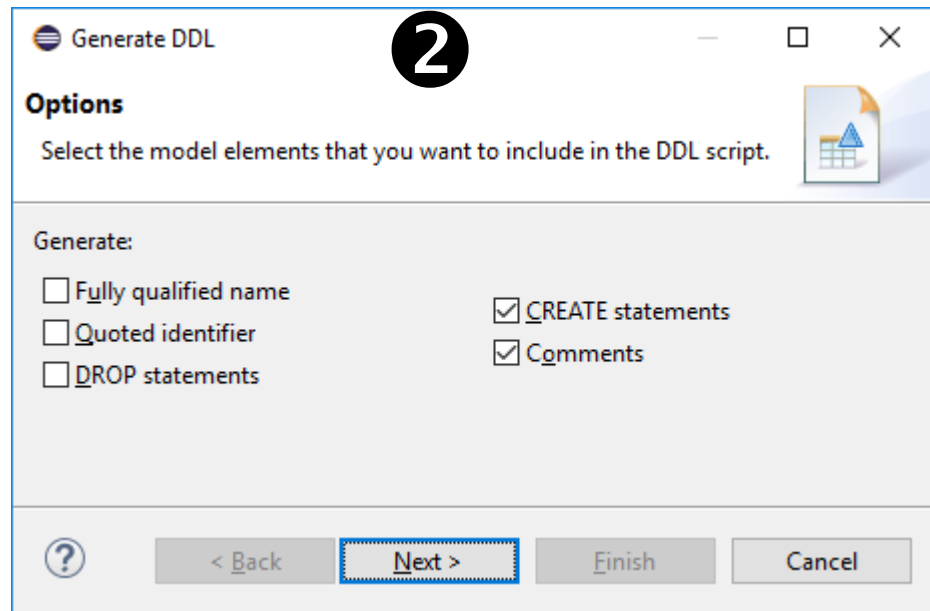 Generate DDL
2
Options
Select the model elements that you want to include in the DDL script.
Generate:
Fully qualified name
Quoted identifier
DROP statements
CREATE statements
Comments
?
< Back
Next >
Finish
Cancel